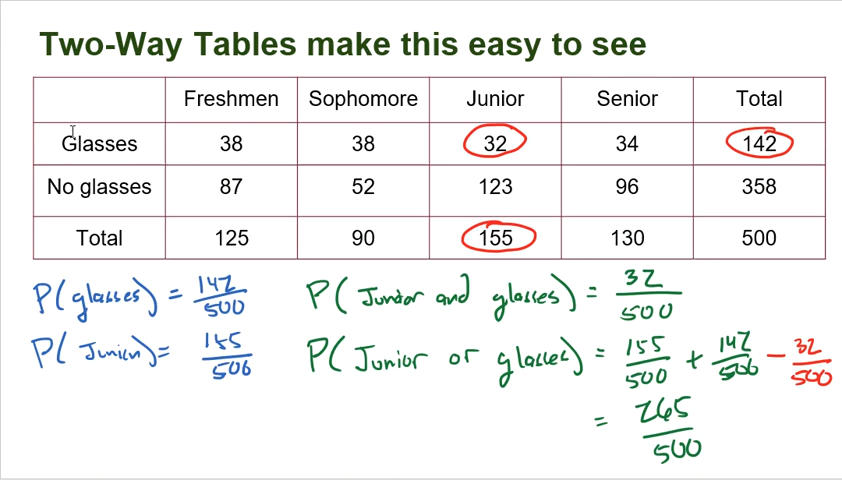 Two-Way Tables make this easy to see
Freshmen Sophomore Junior Senior Total
Glasses 38 38 32 34 142
No glasses 87 52 123 96 358
Total 125 90 155 130 500
P(glasses) = 142/500
P(Junior and glasses) = 32/500
P(Junior) = 155/500
P(Junior or glasses) = 155/500 + 142/500 - 32/500
= 265/500